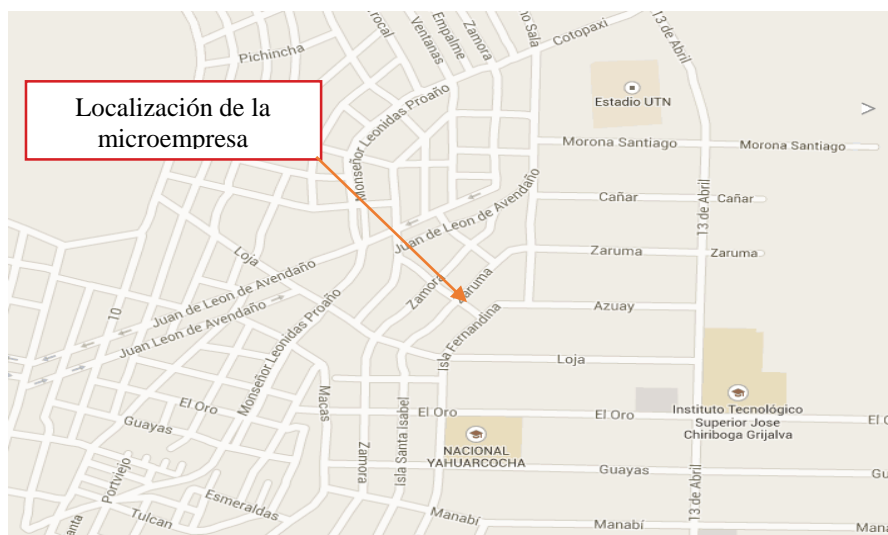 Localización de la
microempresa
Pichincha
Ventanas
Empalme
Zamora
Cotopaxi
13 de Abril
Estadio UTN
Monseñor Leonidas Proaño
Morona Santiago
Morona Santiago
Cañar
Cañar
13 de Abril
Juan de Leon de Avendaño
Loja
Zaruma
Zaruma
Zamora
Zaruma
Juan de Leon de Avendaño
10
Juan Leon de Avendaño
Monseñor Leonidas Proaño
Azuay
Isla Fernandina
Loja
Macas
El Oro
El Oro
El Oro
Guayas
Instituto Tecnológico
Superior Jose
Chiriboga Grijalva
Isla Santa Isabel
Zamora
NACIONAL
YAHUARCOCHA
Guayas
Portviejo
Esmeraldas
Tulcan
Manabí
Manabí
13 de Abril